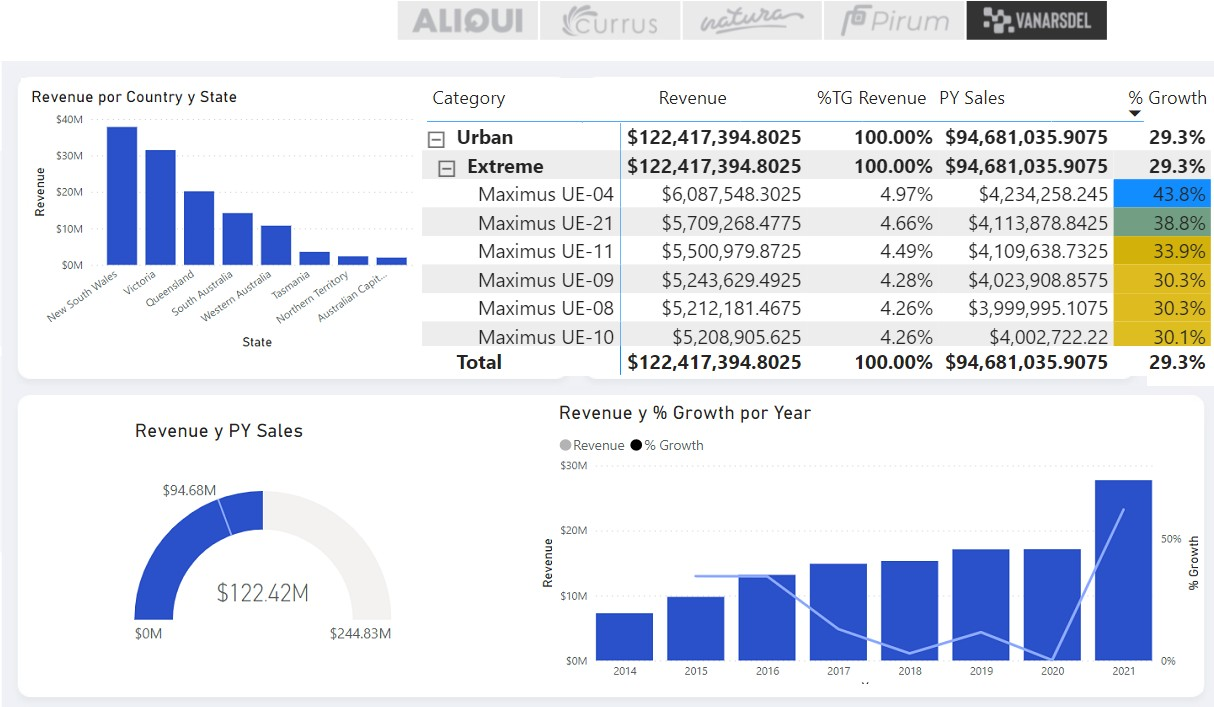 ALIQUI Currus natura Pirum VANARSDEL
Revenue por Country y State
$40M
$30M
$20M
$10M
$0M
Revenue
New South Wales
Victoria
Queensland
South Australia
Western Australia
Tasmania
Northern Territory
Australian Capit...
State
Category Revenue %TG Revenue PY Sales % Growth
Urban $122,417,394.8025 100.00% $94,681,035.9075 29.3%
Extreme $122,417,394.8025 100.00% $94,681,035.9075 29.3%
Maximus UE-04 $6,087,548.3025 4.97% $4,234,258.245 43.8%
Maximus UE-21 $5,709,268.4775 4.66% $4,113,878.8425 38.8%
Maximus UE-11 $5,500,979.8725 4.49% $4,109,638.7325 33.9%
Maximus UE-09 $5,243,629.4925 4.28% $4,023,908.8575 30.3%
Maximus UE-08 $5,212,181.4675 4.26% $3,999,995.1075 30.3%
Maximus UE-10 $5,208,905.625 4.26% $4,002,722.22 30.1%
Total $122,417,394.8025 100.00% $94,681,035.9075 29.3%
Revenue y PY Sales
$94.68M
$122.42M
$0M $244.83M
Revenue y % Growth por Year
Revenue % Growth
$30M
$20M
$10M
$0M
Revenue
50%
0%
% Growth
2014 2015 2016 2017 2018 2019 2020 2021